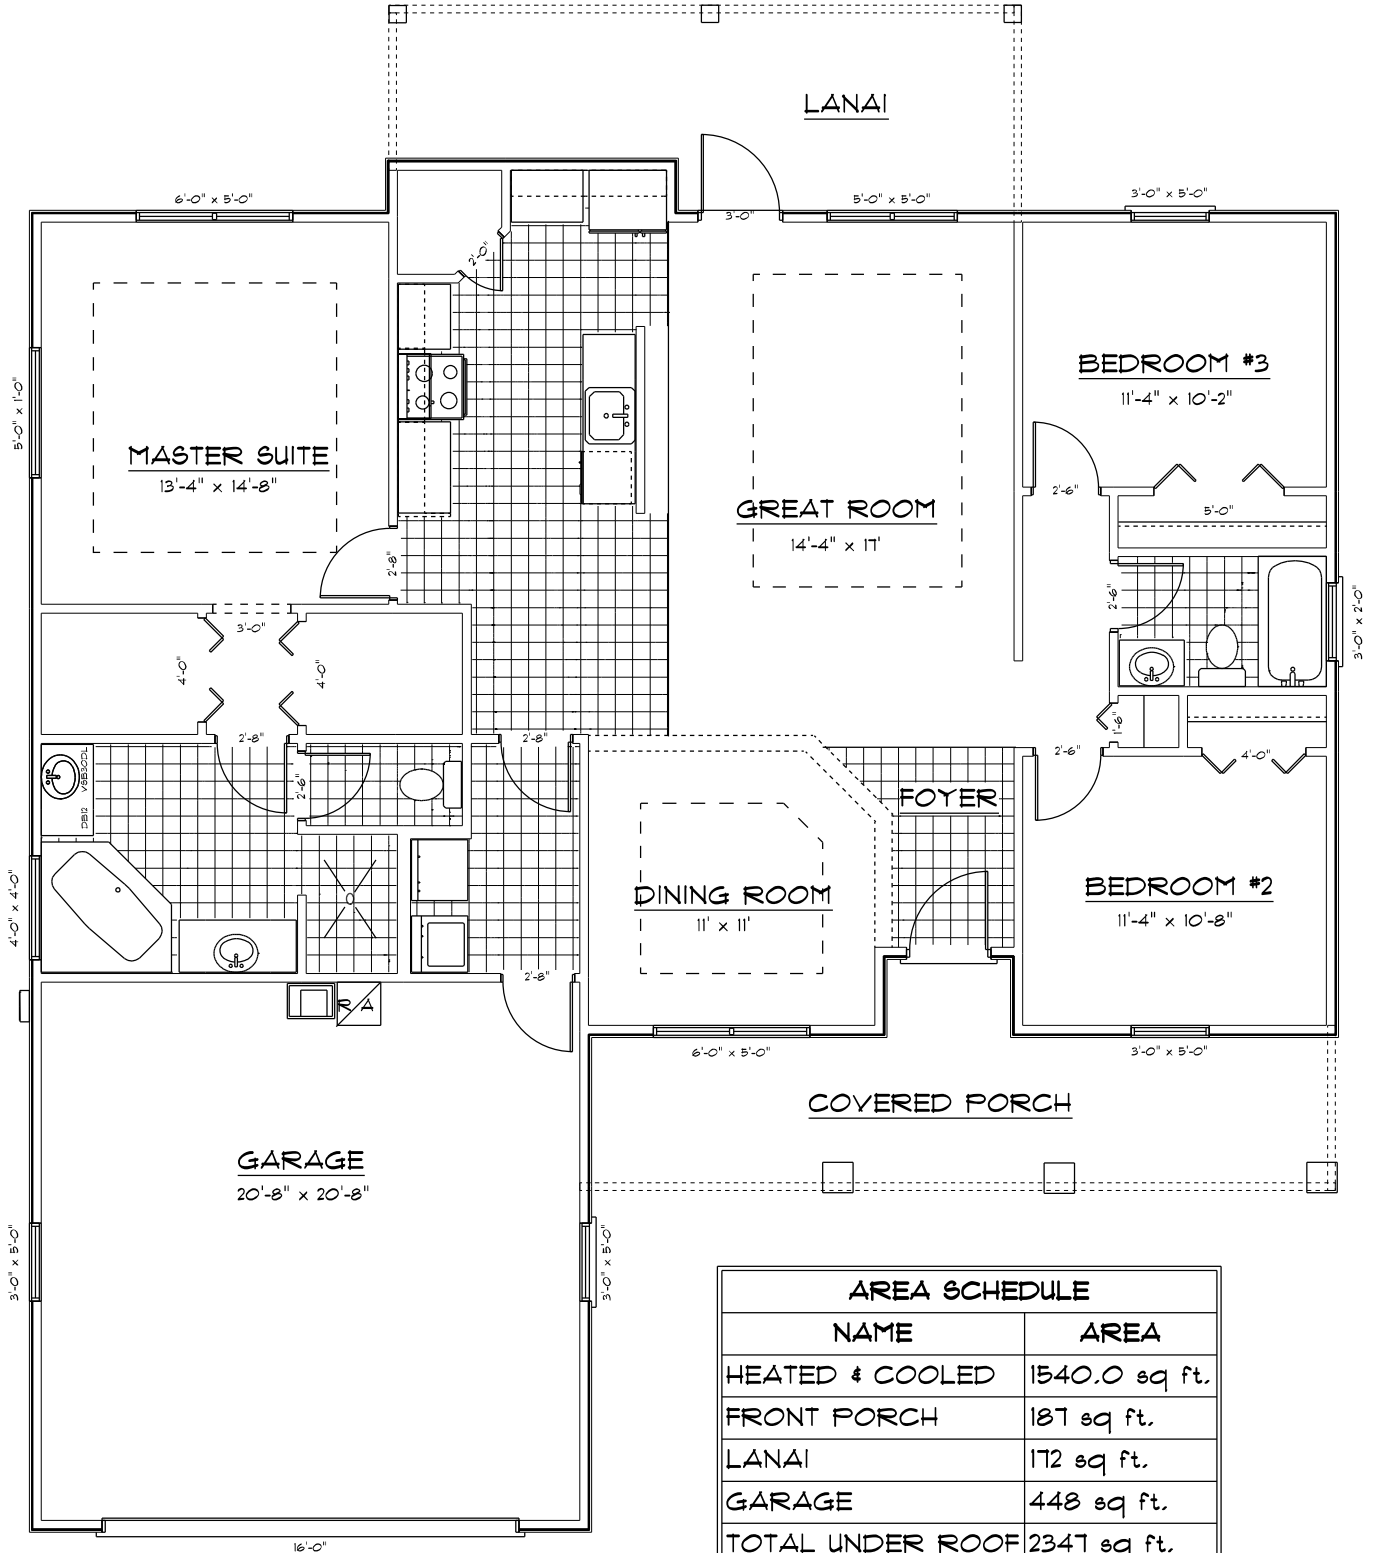 LANAI
6'-0" x 5'-0"
3'-0"
5'-0" x 5'-0"
3'-0" x 5'-0"
2'-0"
5'-0" x 1'-0"
BEDROOM #3
11'-4" x 10'-2"
MASTER SUITE
13'-4" x 14'-8"
2'-6"
5'-0"
GREAT ROOM
14'-4" x 17'
2'-8"
2'-6"
3'-0" x 2'-0"
3'-0"
4'-0"
4'-0"
1'-6"
2'-8"
2'-8"
2'-6"
4'-0"
VSB30DL
DB12
2'-6"
FOYER
DINING ROOM
11' x 11'
BEDROOM #2
11'-4" x 10'-8"
4'-0" x 4'-0"
2'-8"
R A
6'-0" x 5'-0"
3'-0" x 5'-0"
COVERED PORCH
GARAGE
20'-8" x 20'-8"
3'-0" x 5'-0"
3'-0" x 5'-0"
16'-0"
AREA SCHEDULE
NAME AREA
HEATED & COOLED 1540.0 sq ft.
FRONT PORCH 187 sq ft.
LANAI 172 sq ft.
GARAGE 448 sq ft.
TOTAL UNDER ROOF 2347 sq ft.